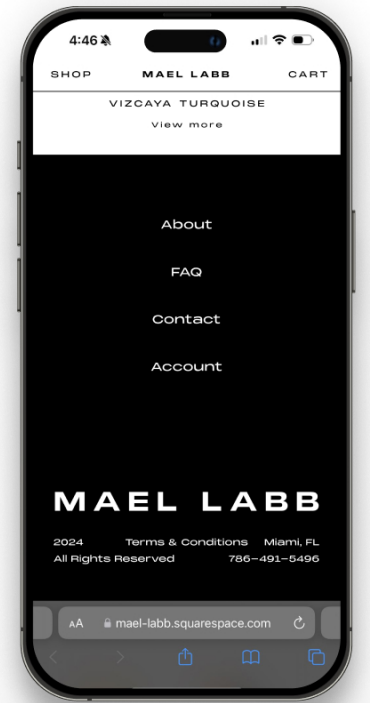 4:46
SHOP MAEL LABB CART
VIZCAYA TURQUOISE
View more
About
FAQ
Contact
Account
MAEL LABB
2024 Terms & Conditions Miami, FL
All Rights Reserved 786-491-5496
AA mael-labb.squarespace.com